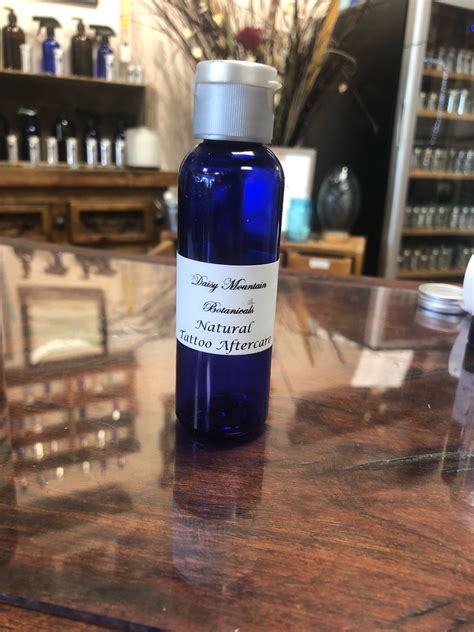 Daisy Mountain
Botanicals
Natural
Tattoo Aftercare